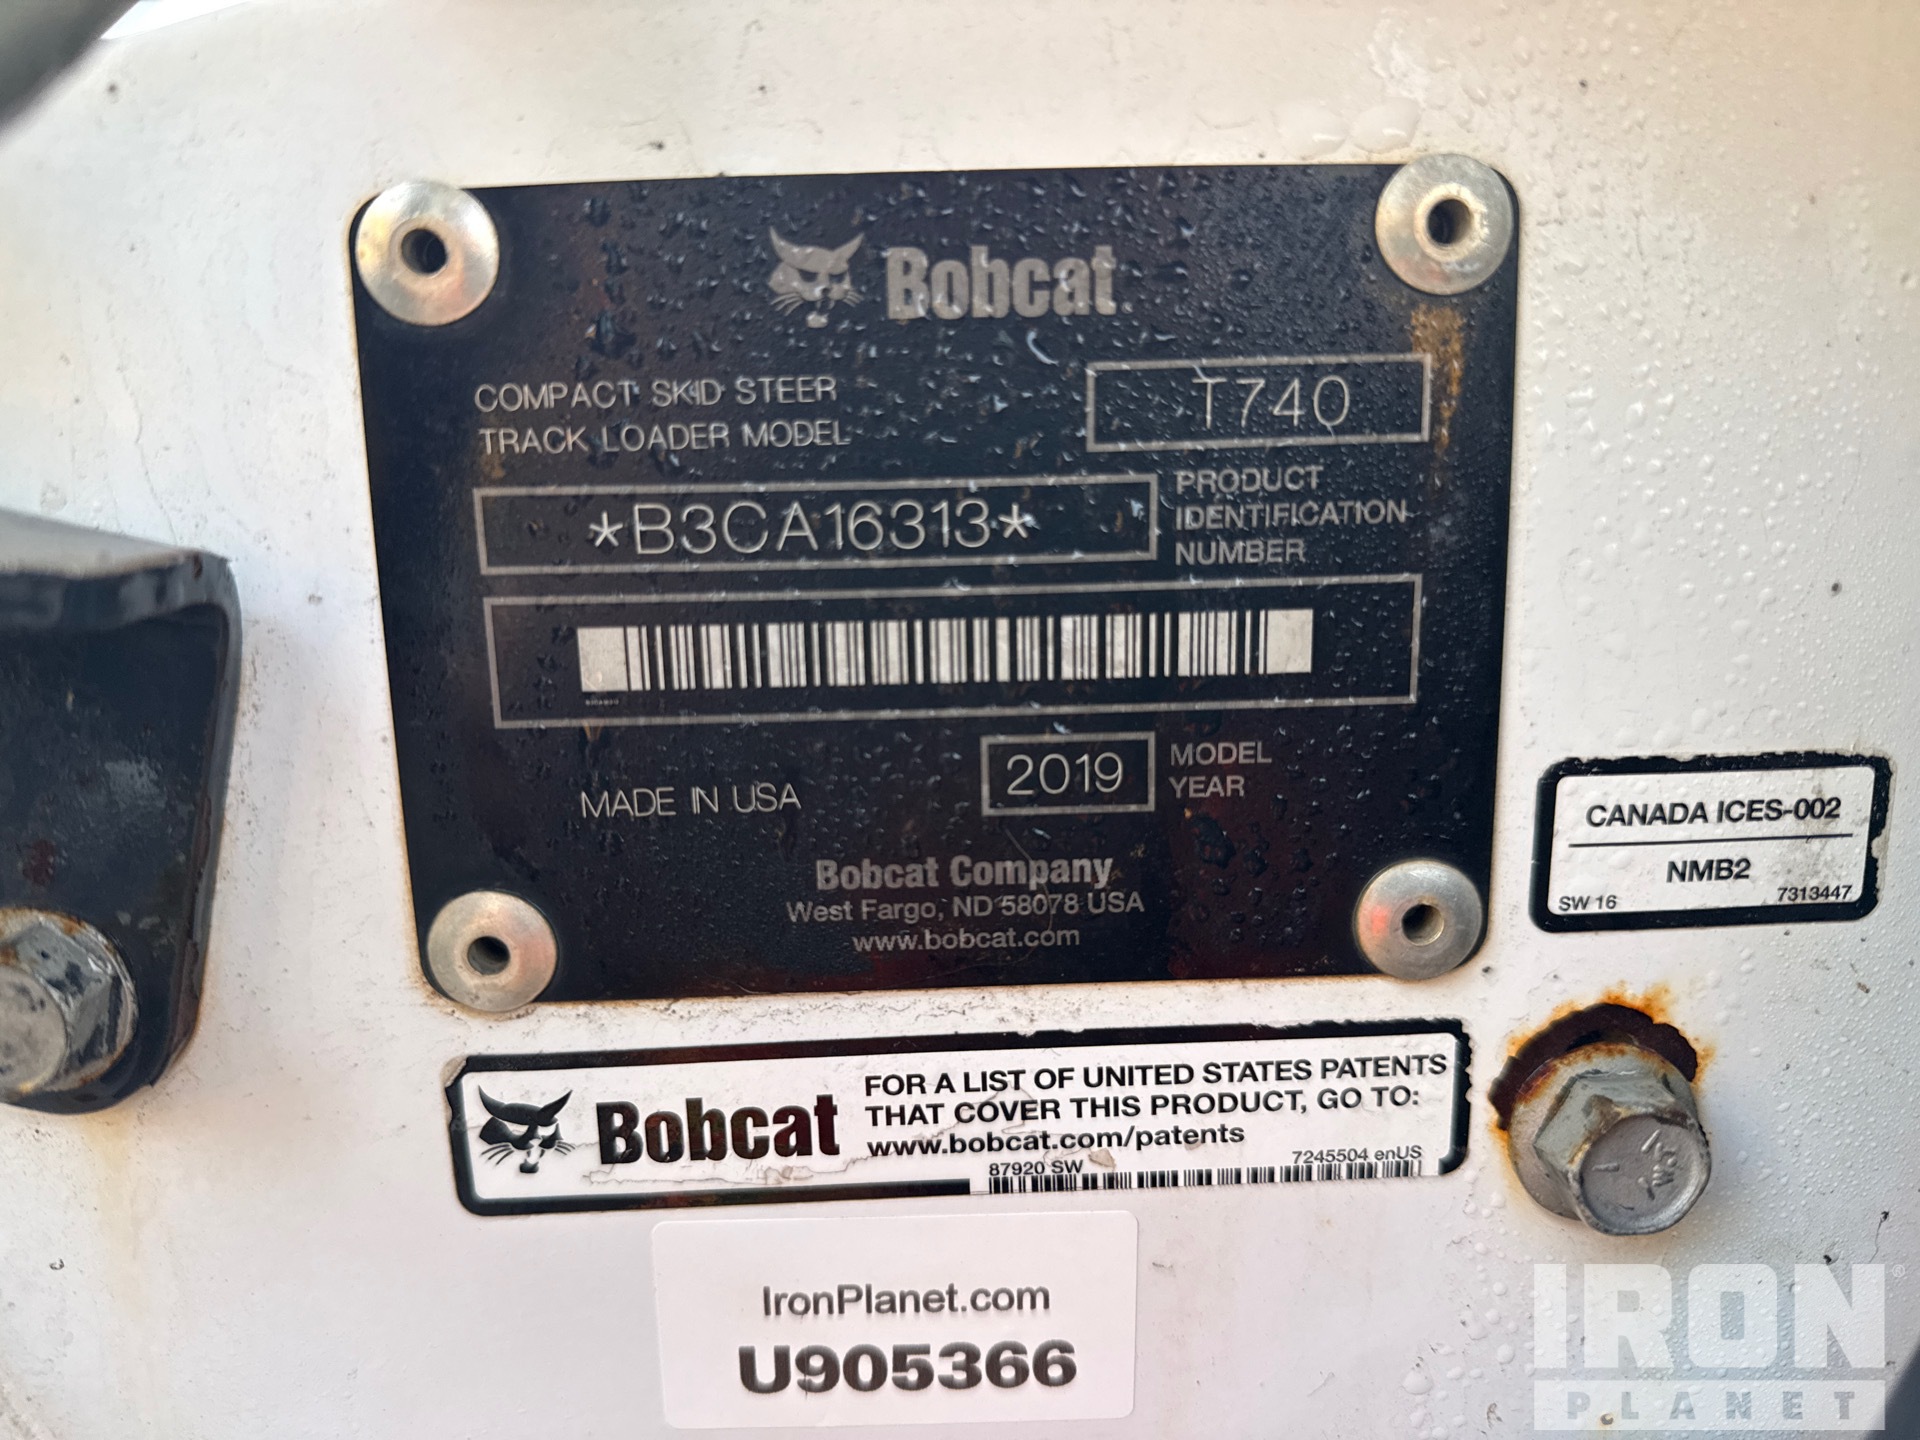 Bobcat
COMPACT SKID STEER
TRACK LOADER MODEL
T740
*B3CA16313*
PRODUCT
IDENTIFICATION
NUMBER
MADE IN USA
2019
MODEL
YEAR
Bobcat Company
West Fargo, ND 58078 USA
www.bobcat.com
CANADA ICES-002
NMB2
SW 16
7313447
Bobcat
FOR A LIST OF UNITED STATES PATENTS
THAT COVER THIS PRODUCT, GO TO:
www.bobcat.com/patents
87920 SW
7245504 enUS
IronPlanet.com
U905366
IRON®
PLANET